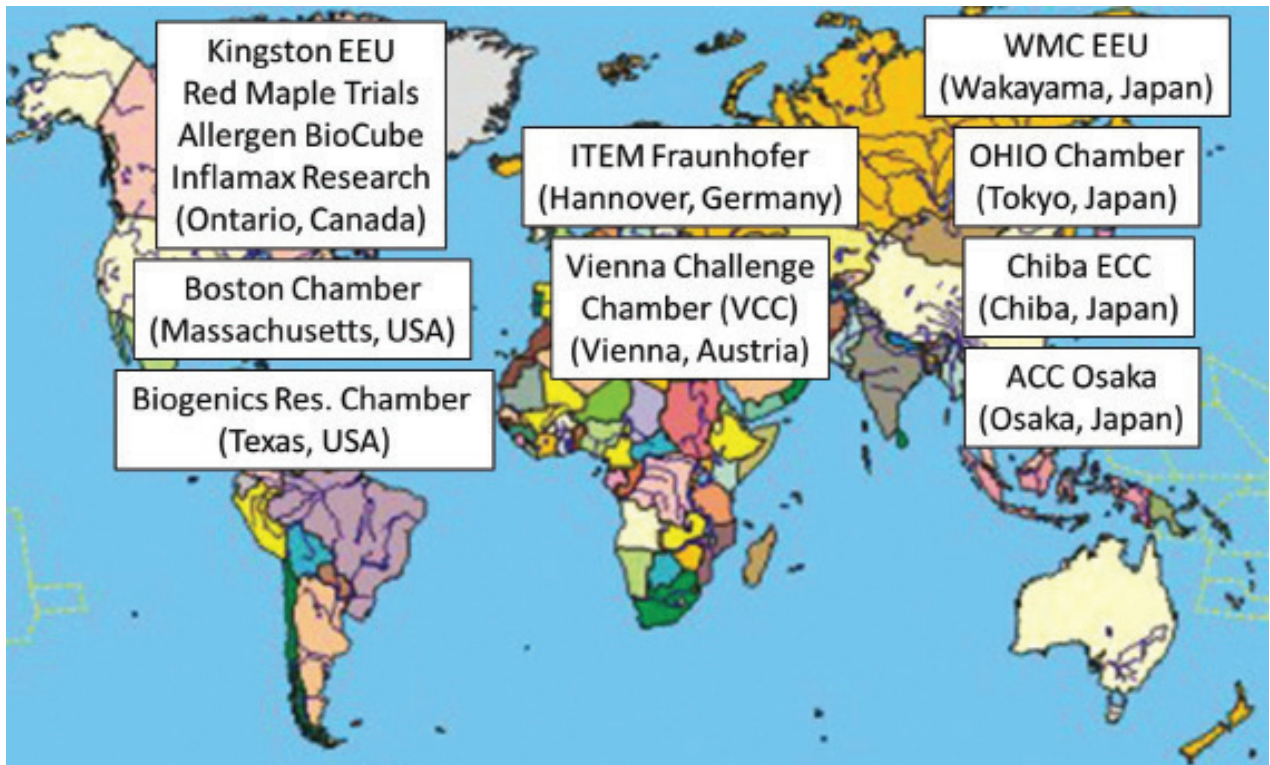 Kingston EEU
Red Maple Trials
Allergen BioCube
Inflamax Research
(Ontario, Canada)
Boston Chamber
(Massachusetts, USA)
Biogenics Res. Chamber
(Texas, USA)
ITEM Fraunhofer
(Hannover, Germany)
Vienna Challenge
Chamber (VCC)
(Vienna, Austria)
WMC EEU
(Wakayama, Japan)
OHIO Chamber
(Tokyo, Japan)
Chiba ECC
(Chiba, Japan)
ACC Osaka
(Osaka, Japan)